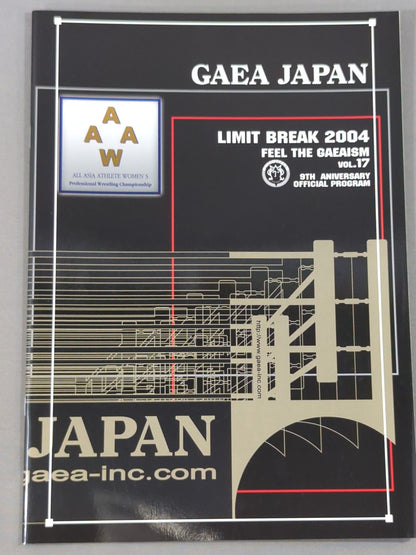 GAEA JAPAN
A
A A
W
ALL ASIA ATHLETE WOMEN'S
Professional Wrestling Championship
LIMIT BREAK 2004
FEEL THE GAEAISM
VOL.17
9TH ANIVERSARY
OFFICIAL PROGRAM
http://www.gaea-inc.com
JAPAN
gaea-inc.com